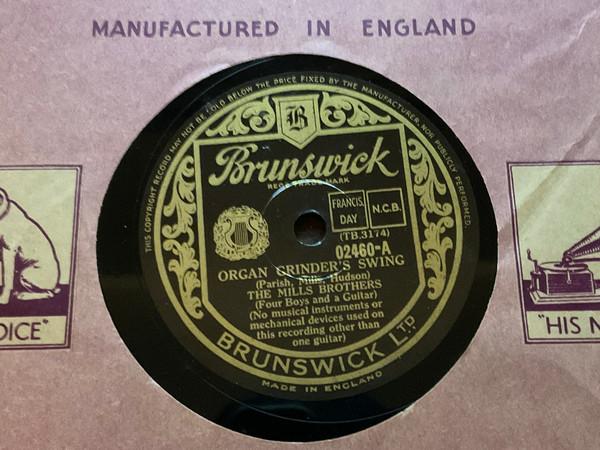 MANUFACTURED IN ENGLAND
THIS COPYRIGHT RECORD MAY NOT BE SOLD BELOW THE PRICE FIXED BY THE MANUFACTURER, NOR PUBLICLY PERFORMED.
B
Brunswick
REGD TRADE MARK
FRANCIS, DAY
N.C.B.
(TB.3174)
02460-A
ORGAN GRINDER'S SWING
(Parish, Mills, Hudson)
THE MILLS BROTHERS
(Four Boys and a Guitar)
(No musical instruments or
mechanical devices used on
this recording other than
one guitar)
BRUNSWICK LTD
MADE IN ENGLAND
OICE"
"HIS